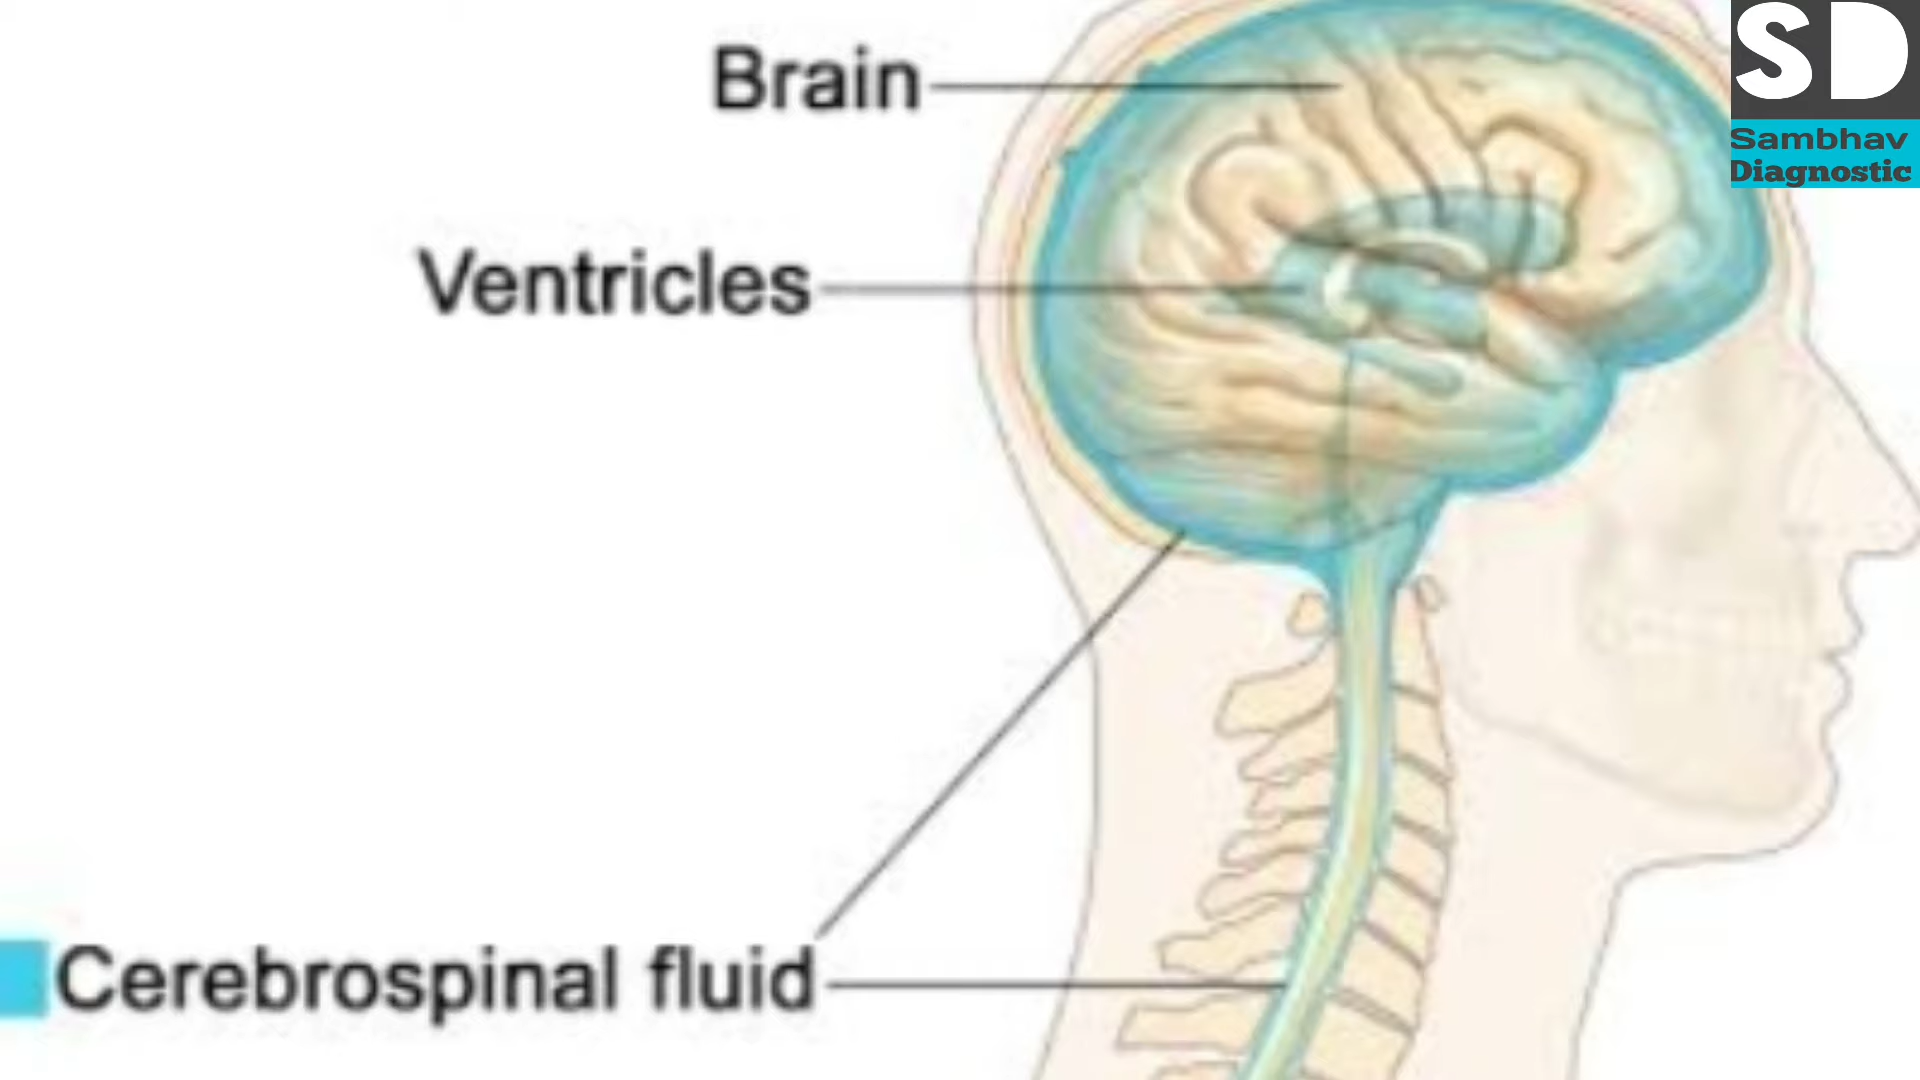 Brain
SD
Sambhav
Diagnostic
Ventricles
Cerebrospinal fluid